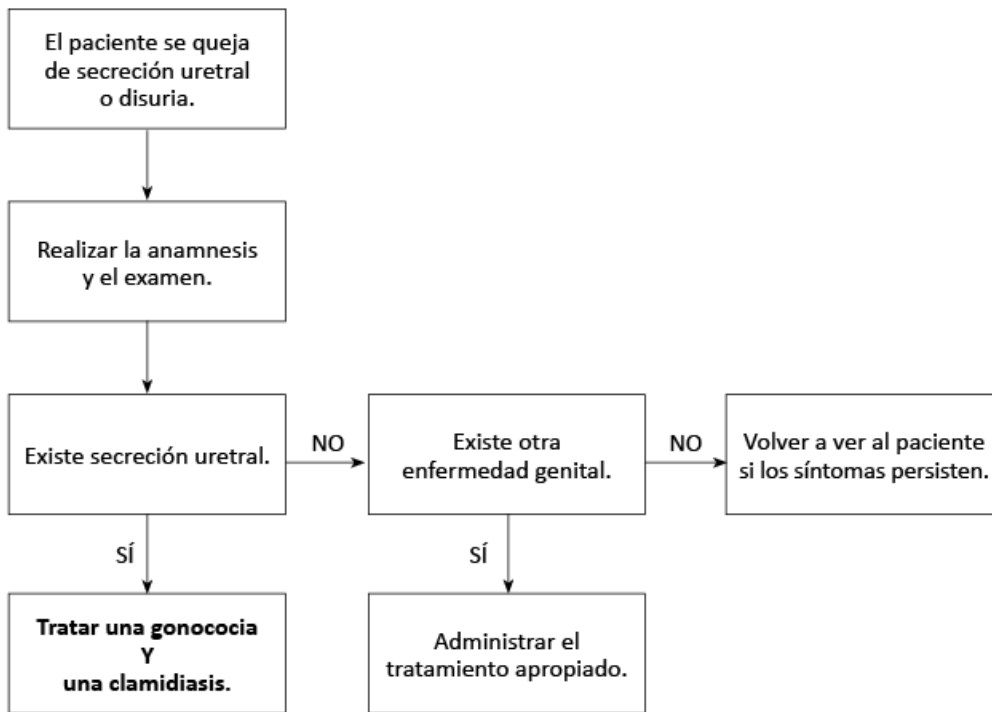 El paciente se queja
de secreción uretral
o disuria.
Realizar la anamnesis
y el examen.
Existe secreción uretral.
NO
Existe otra
enfermedad genital.
NO
Volver a ver al paciente
si los síntomas persisten.
SÍ
SÍ
Tratar una gonococia
Y
una clamidiasis.
Administrar el
tratamiento apropiado.